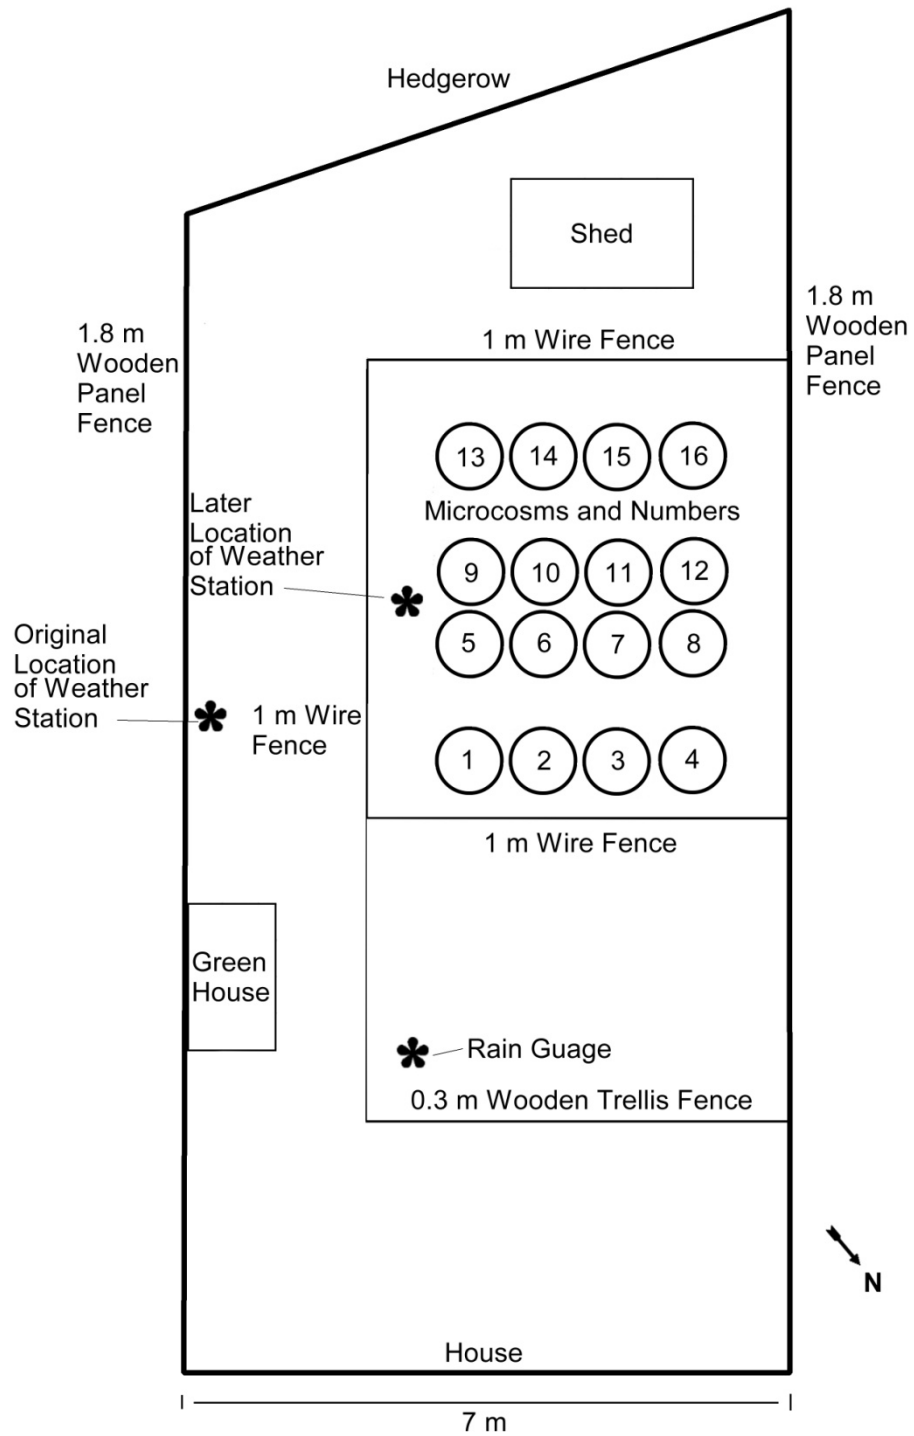 Hedgerow
Shed
1.8 m
Wooden
Panel
Fence
1.8 m
Wooden
Panel
Fence
1 m Wire Fence
13 14 15 16
Microcosms and Numbers
Later
Location
of Weather
Station
9 10 11 12
5 6 7 8
Original
Location
of Weather
Station
1 m Wire
Fence
1 2 3 4
1 m Wire Fence
Green
House
Rain Guage
0.3 m Wooden Trellis Fence
N
House
7 m